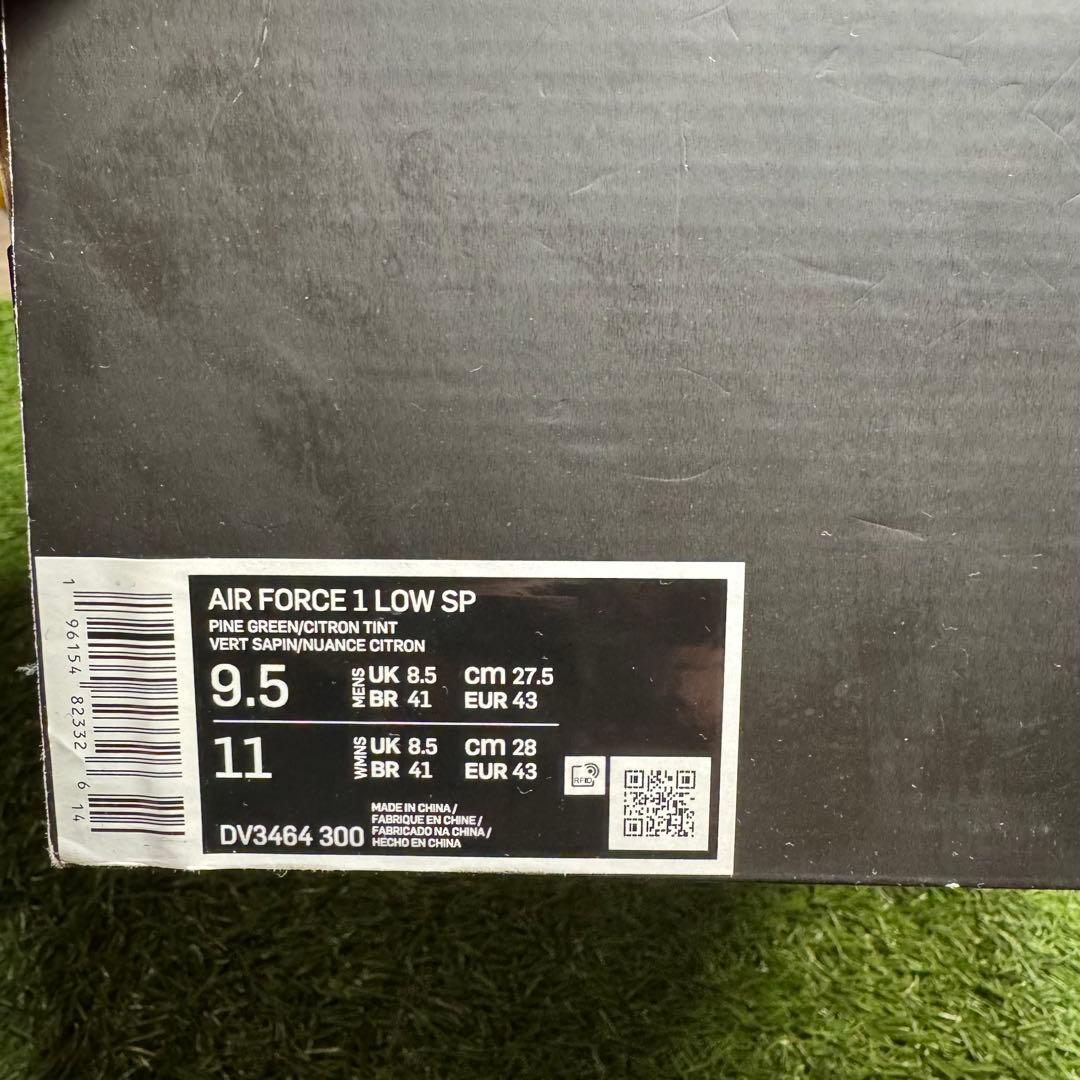 AIR FORCE 1 LOW SP
PINE GREEN/CITRON TINT
VERT SAPIN/NUANCE CITRON
9.5 MENS UK 8.5 cm 27.5
BR 41 EUR 43
11 WMNS UK 8.5 cm 28
BR 41 EUR 43
RFID
MADE IN CHINA /
FABRIQUE EN CHINE /
FABRICADO NA CHINA /
HECHO EN CHINA
DV3464 300
1 96154 82332 6 14